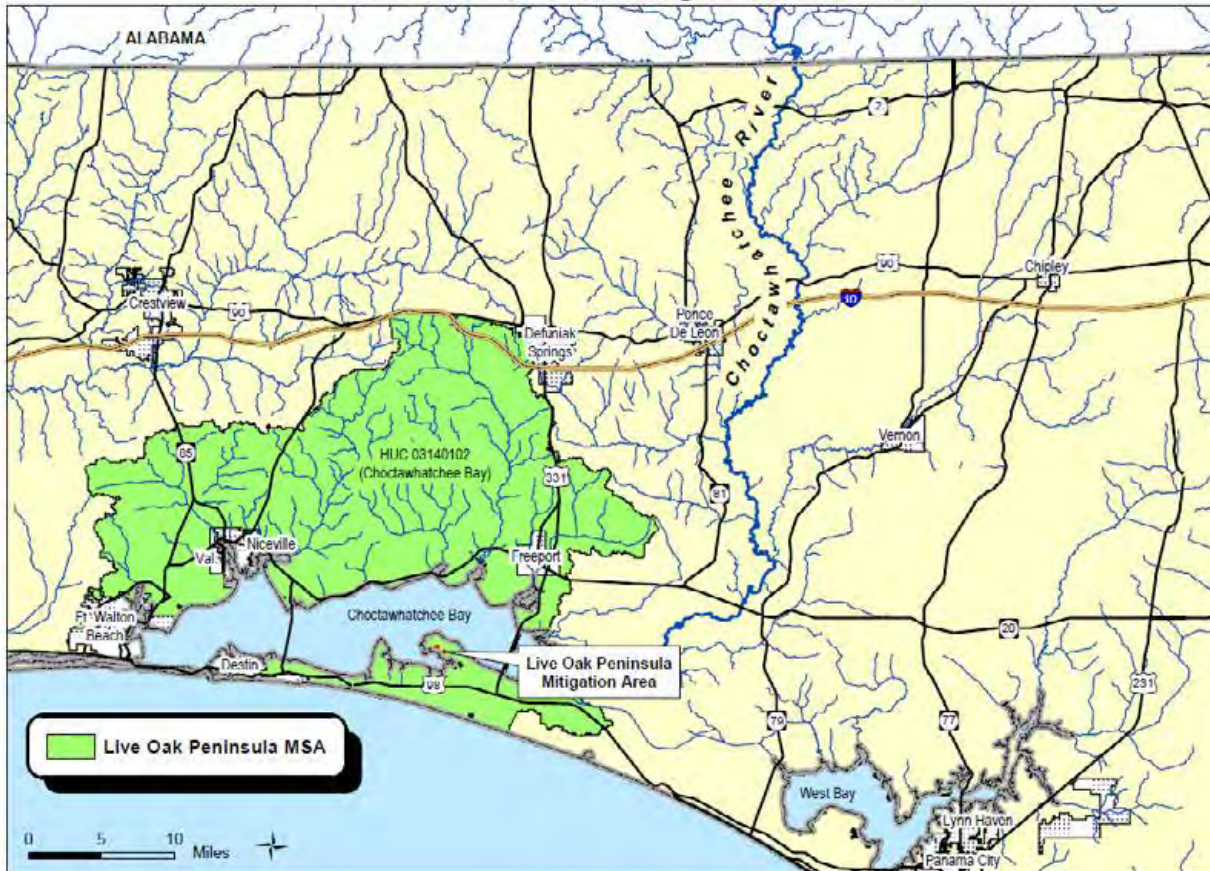 ALABAMA
2
Choctawhatchee River
Crestview
90
Defuniak
Springs
Ponce
De Leon
90
10
Chipley
Vernon
85
HUC 03140102
(Choctawhatchee Bay)
331
81
Val.
Niceville
Freeport
Ft. Walton
Beach
Choctawhatchee Bay
20
Destin
98
Live Oak Peninsula
Mitigation Area
231
79
77
Live Oak Peninsula MSA
West Bay
Lynn Haven
Panama City
0 5 10
Miles